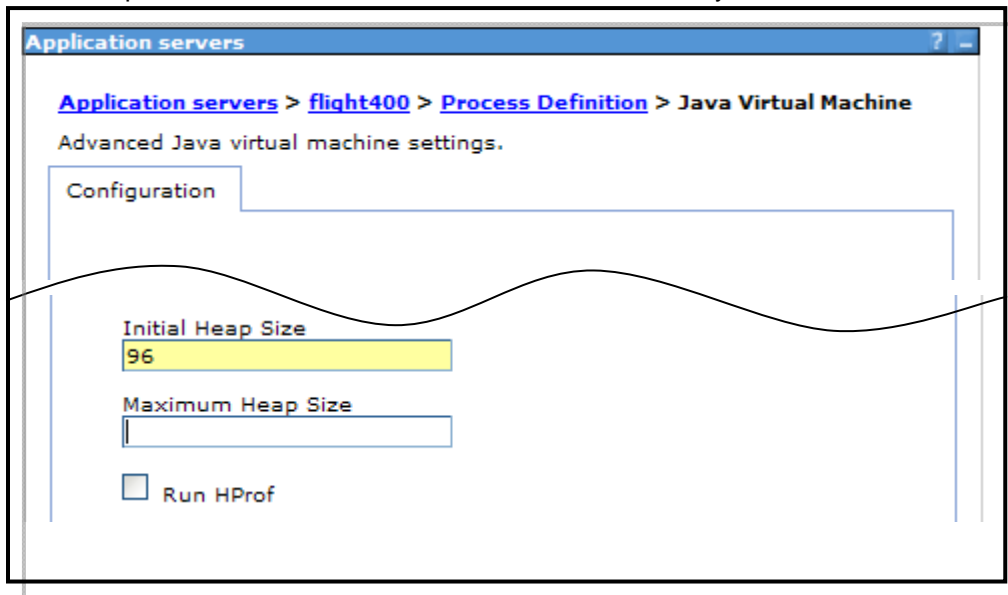 Application servers ? –
Application servers > flight400 > Process Definition > Java Virtual Machine
Advanced Java virtual machine settings.
Configuration
Initial Heap Size
96
Maximum Heap Size
Run HProf